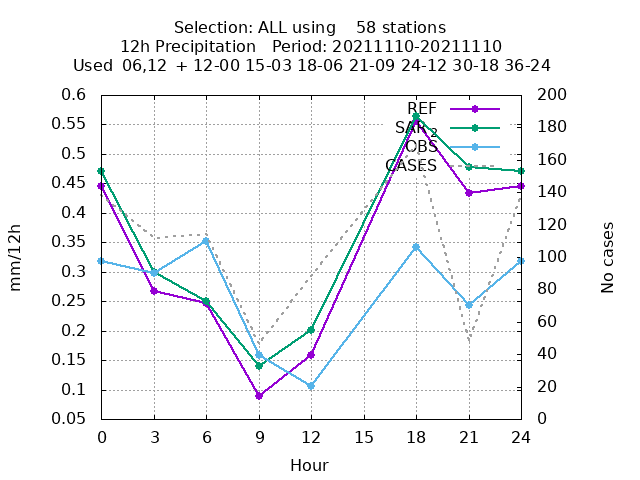 Selection: ALL using    58 stations
12h Precipitation   Period: 20211110-20211110
Used  06,12  + 12-00 15-03 18-06 21-09 24-12 30-18 36-24
0.6
0.55
0.5
0.45
0.4
0.35
0.3
0.25
0.2
0.15
0.1
0.05
mm/12h
REF
OBS
CASES
200
180
160
140
120
100
80
60
40
20
0
No cases
0 3 6 9 12 15 18 21 24
Hour